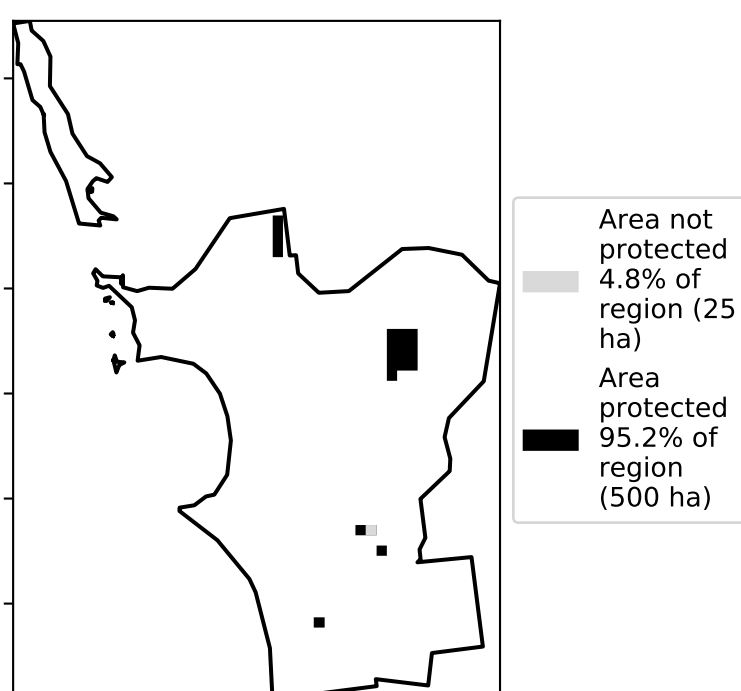 Area not
protected
4.8% of
region (25
ha)
Area
protected
95.2% of
region
(500 ha)